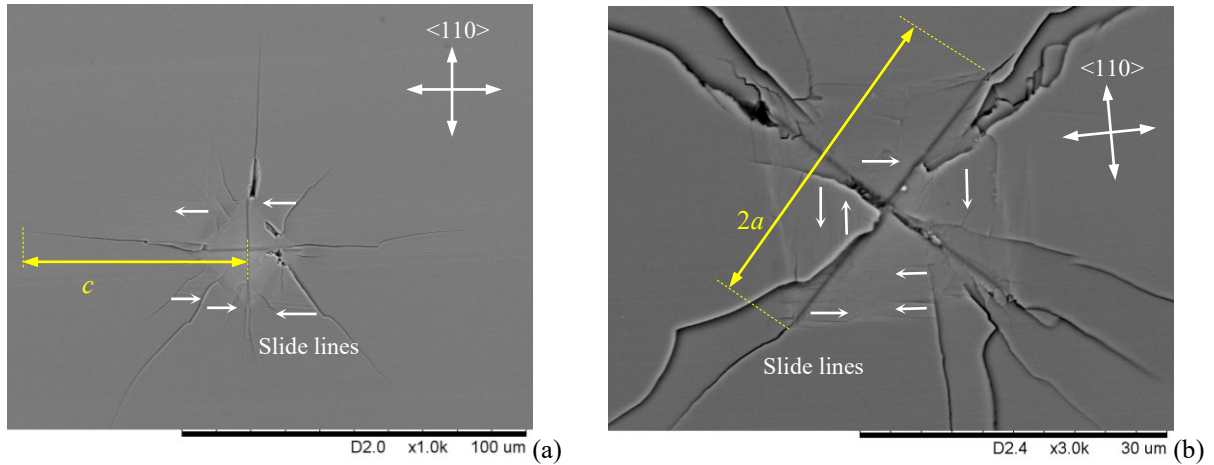 <110>
c
Slide lines
D2.0 x1.0k 100 um
(a)
<110>
2a
Slide lines
D2.4 x3.0k 30 um
(b)